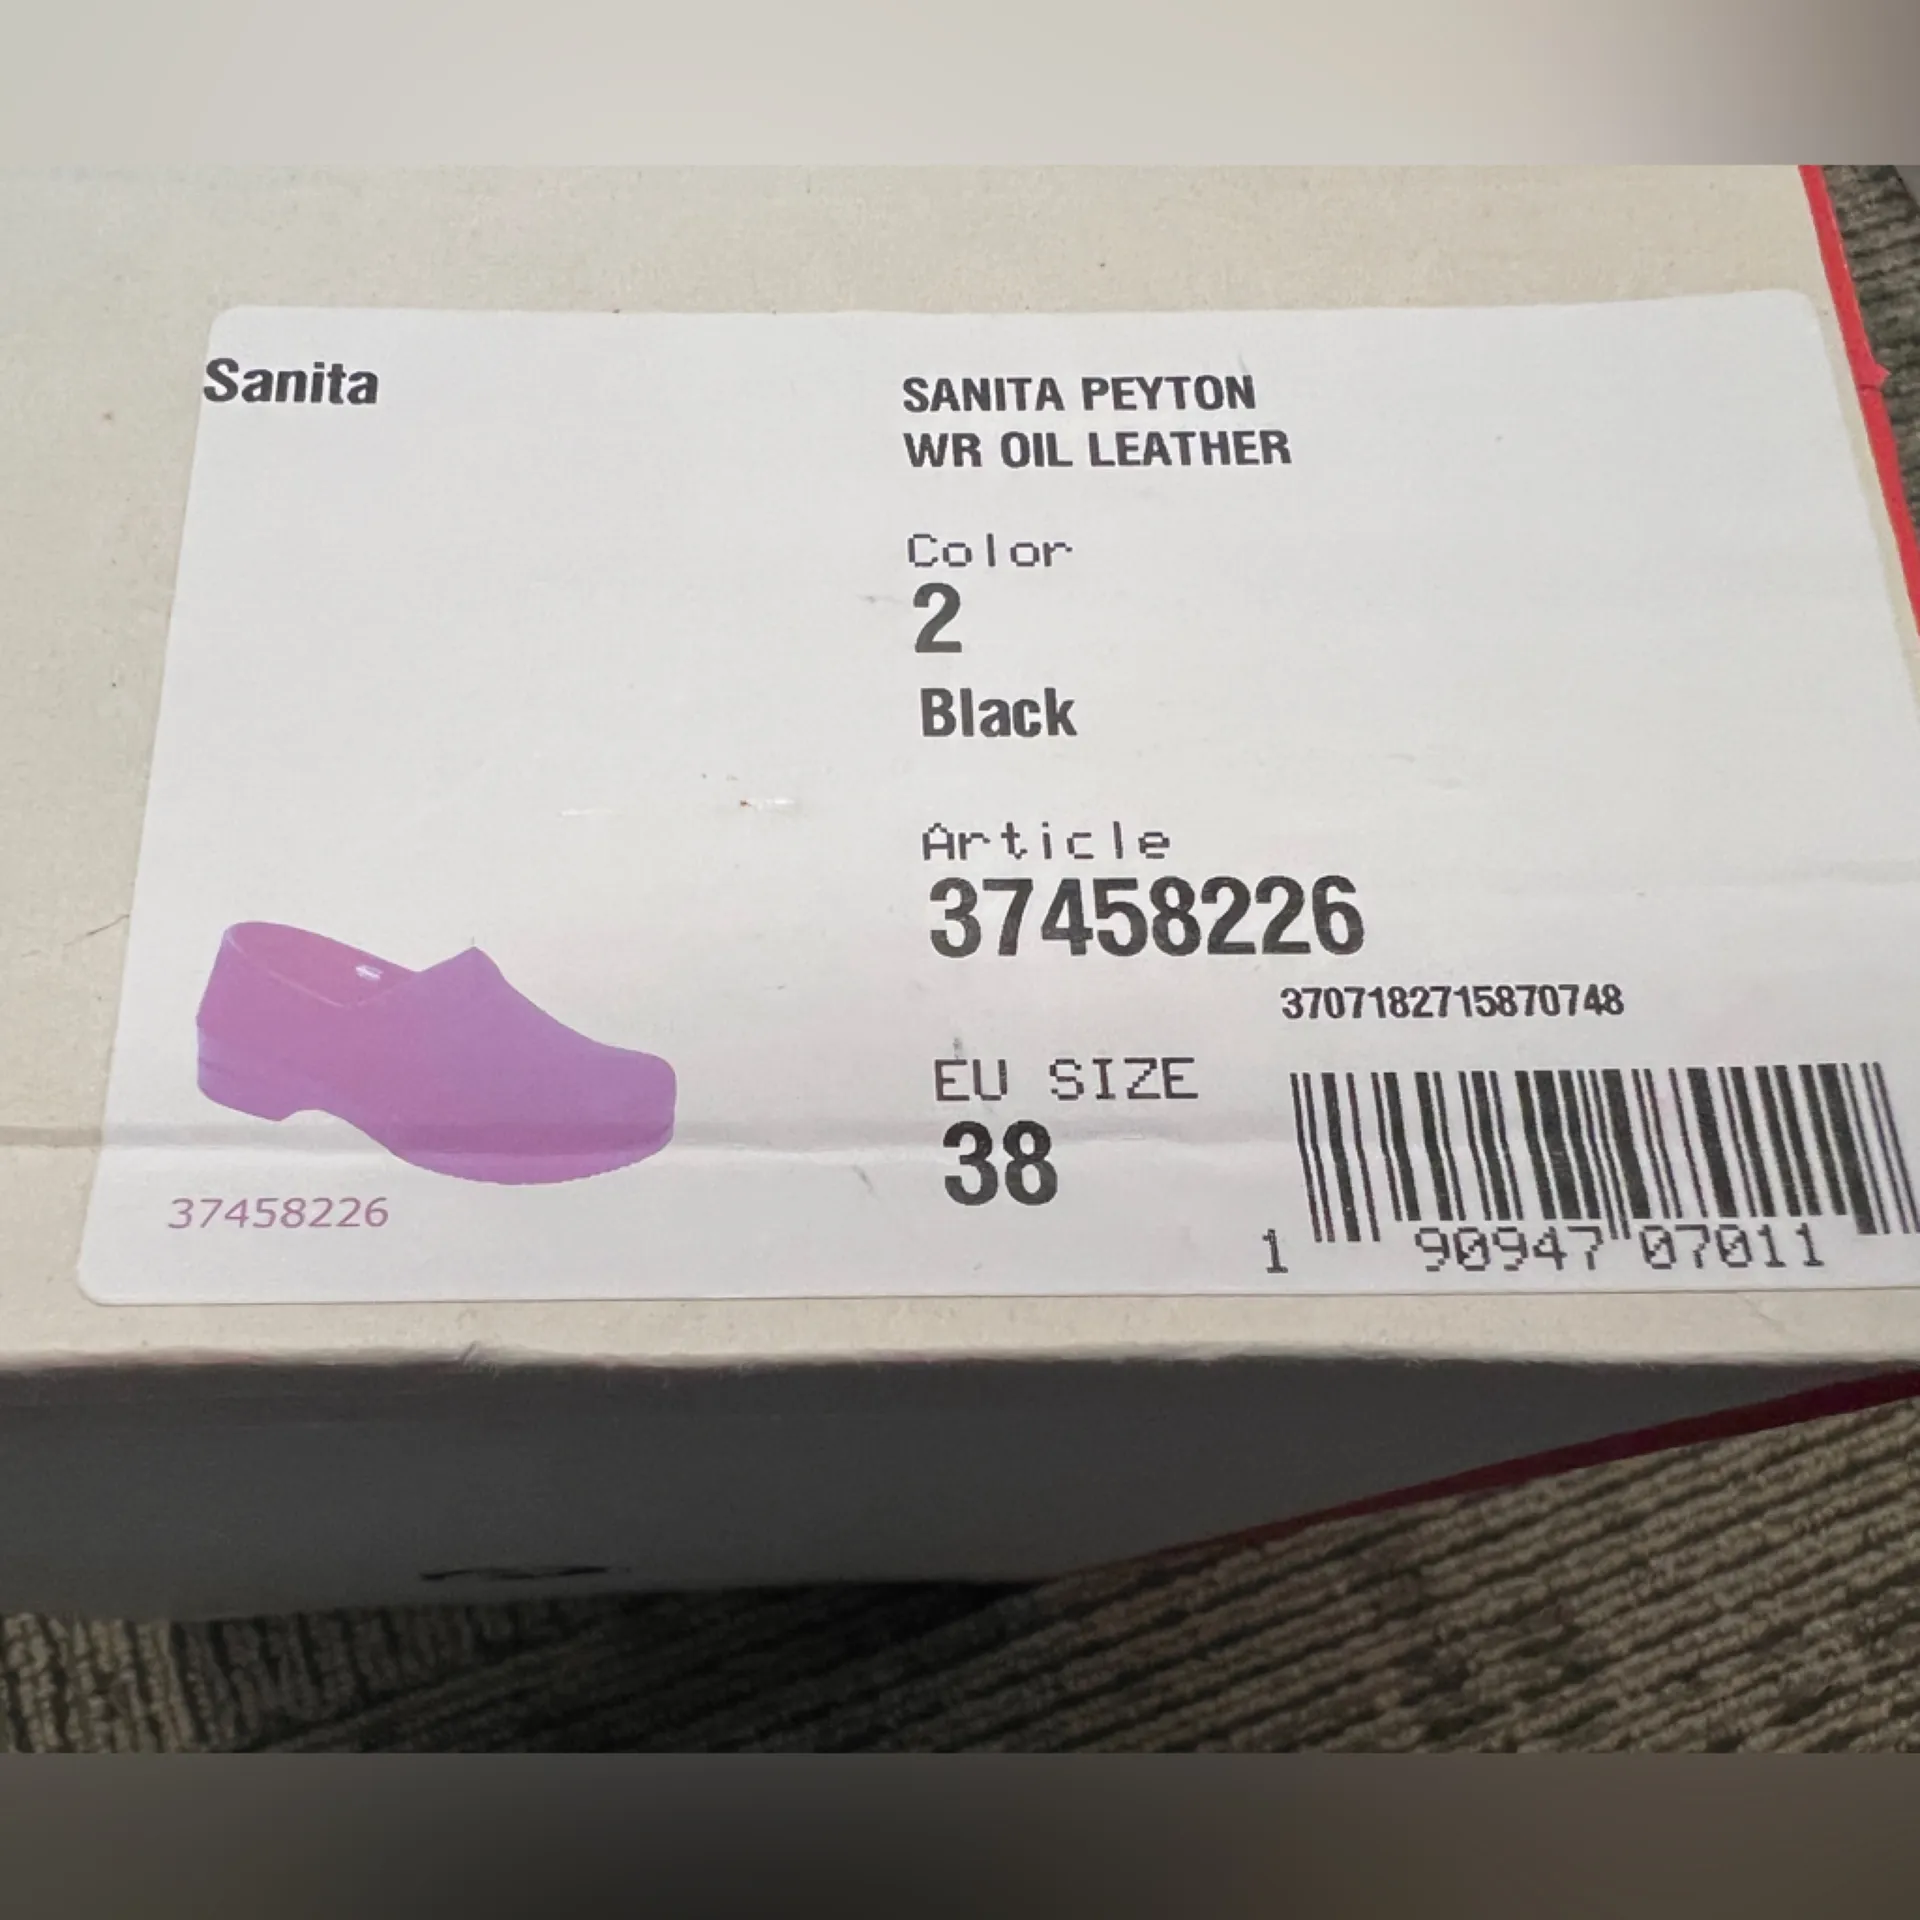 Sanita
SANITA PEYTON
WR OIL LEATHER
Color
2
Black
Article
37458226
3707182715870748
EU SIZE
38
37458226
1 90947 07011